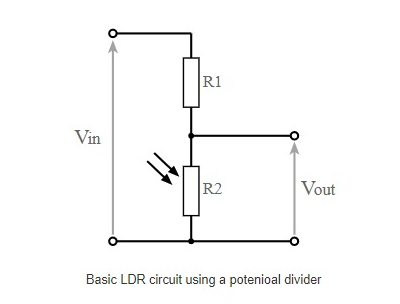 R1
Vin
R2
Vout
Basic LDR circuit using a potenioal divider